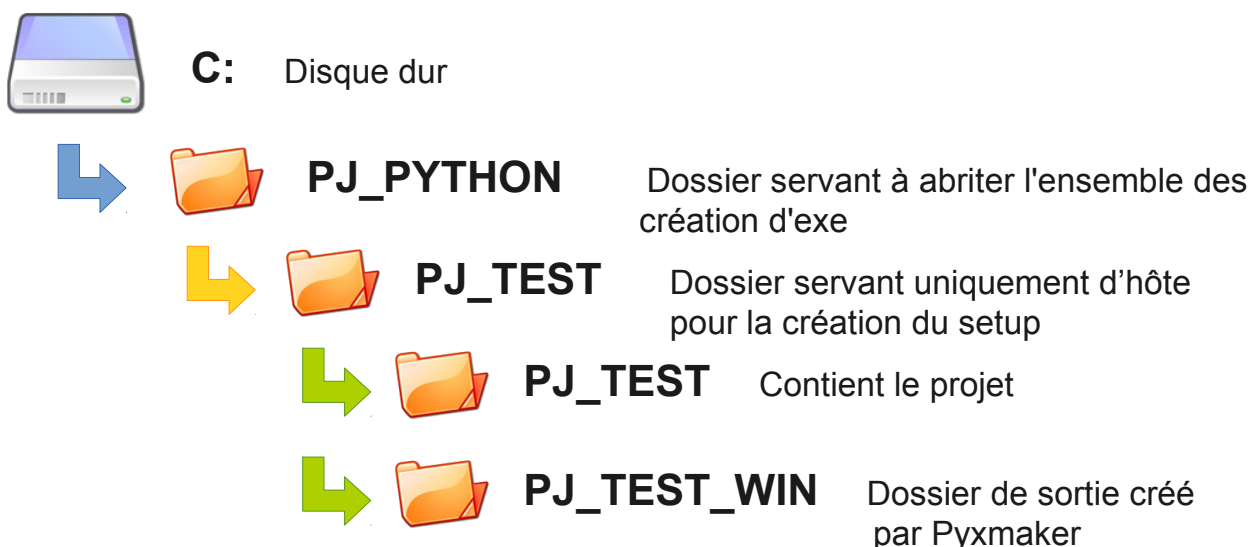 C: Disque dur
PJ_PYTHON Dossier servant à abriter l'ensemble des
création d'exe
PJ_TEST Dossier servant uniquement d’hôte
pour la création du setup
PJ_TEST Contient le projet
PJ_TEST_WIN Dossier de sortie créé
par Pyxmaker